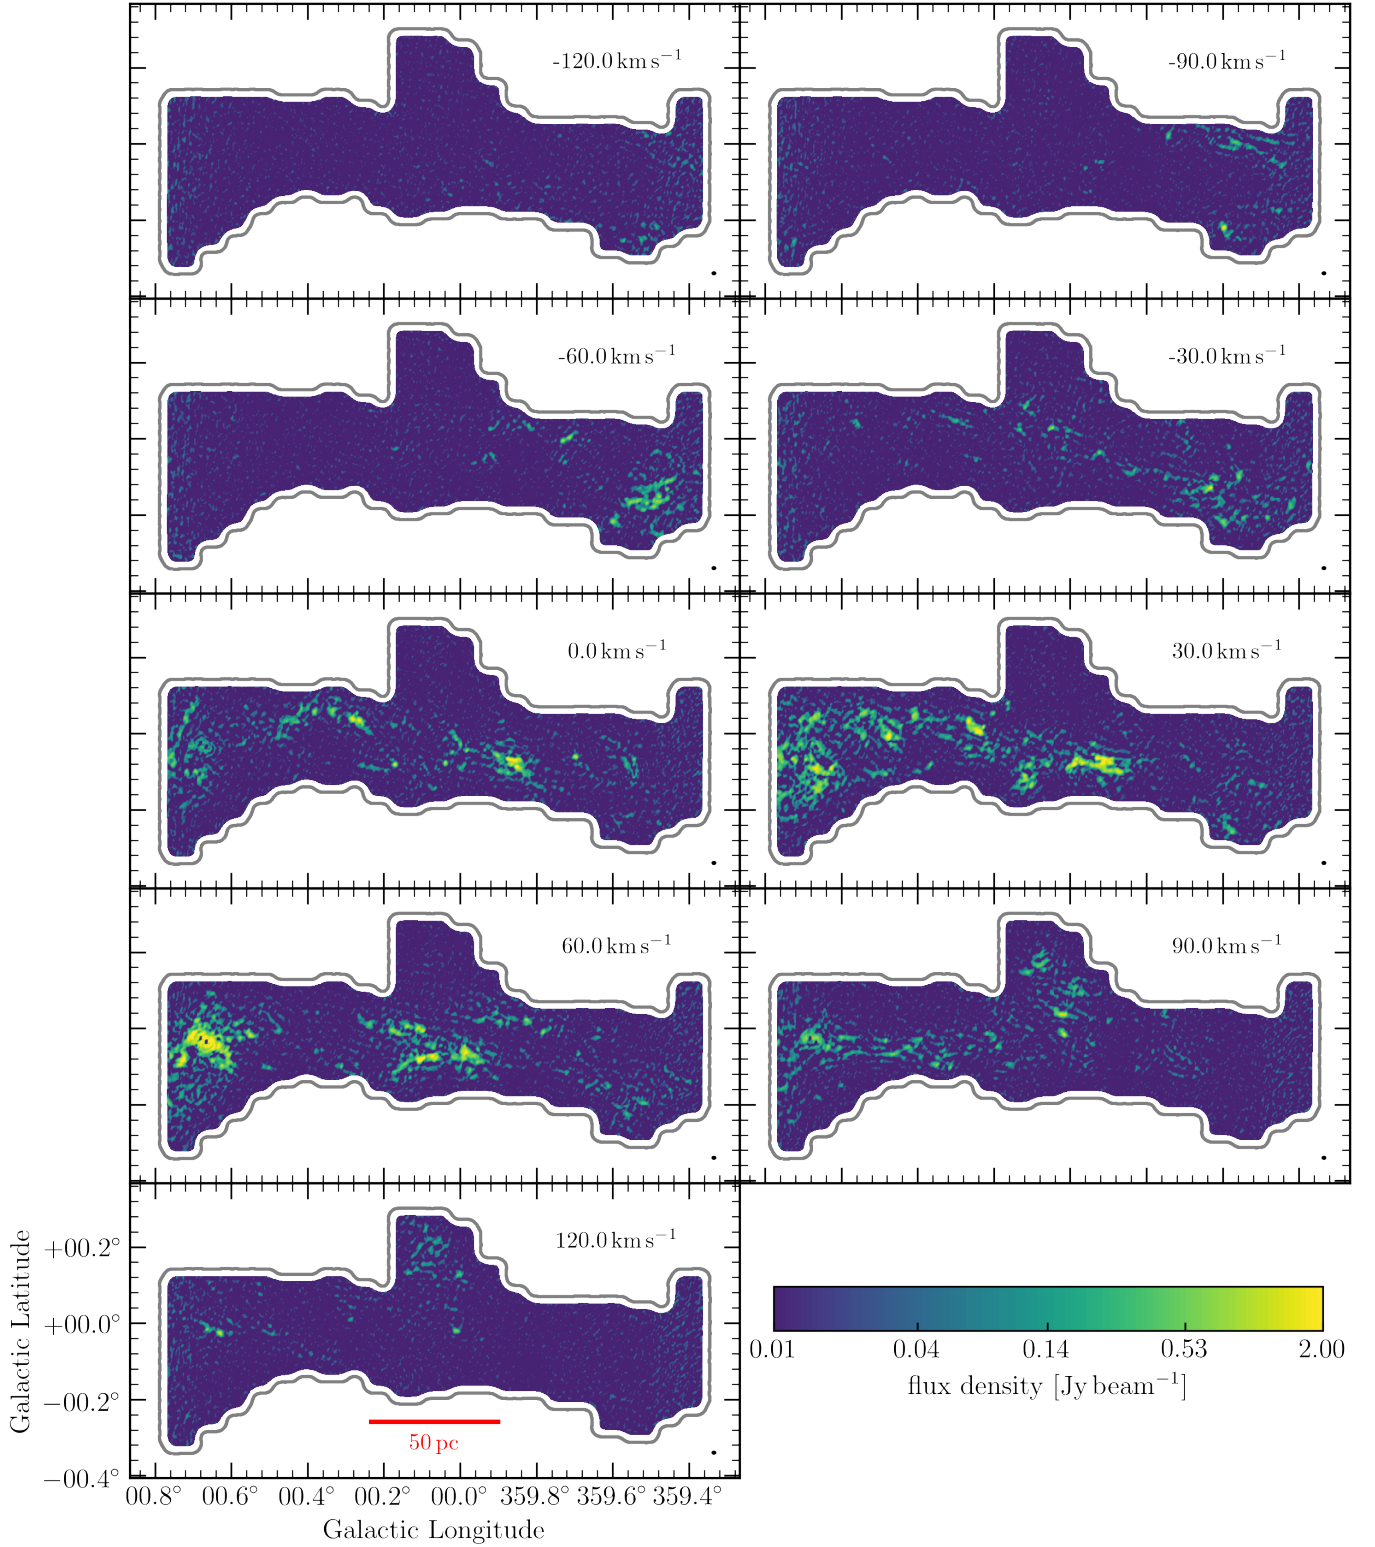 -120.0 km s⁻¹
-90.0 km s⁻¹
-60.0 km s⁻¹
-30.0 km s⁻¹
0.0 km s⁻¹
30.0 km s⁻¹
60.0 km s⁻¹
90.0 km s⁻¹
120.0 km s⁻¹
+00.2°
+00.0°
−00.2°
−00.4°
Galactic Latitude
50 pc
00.8° 00.6° 00.4° 00.2° 00.0° 359.8° 359.6° 359.4°
Galactic Longitude
0.01 0.04 0.14 0.53 2.00
flux density [Jy beam⁻¹]